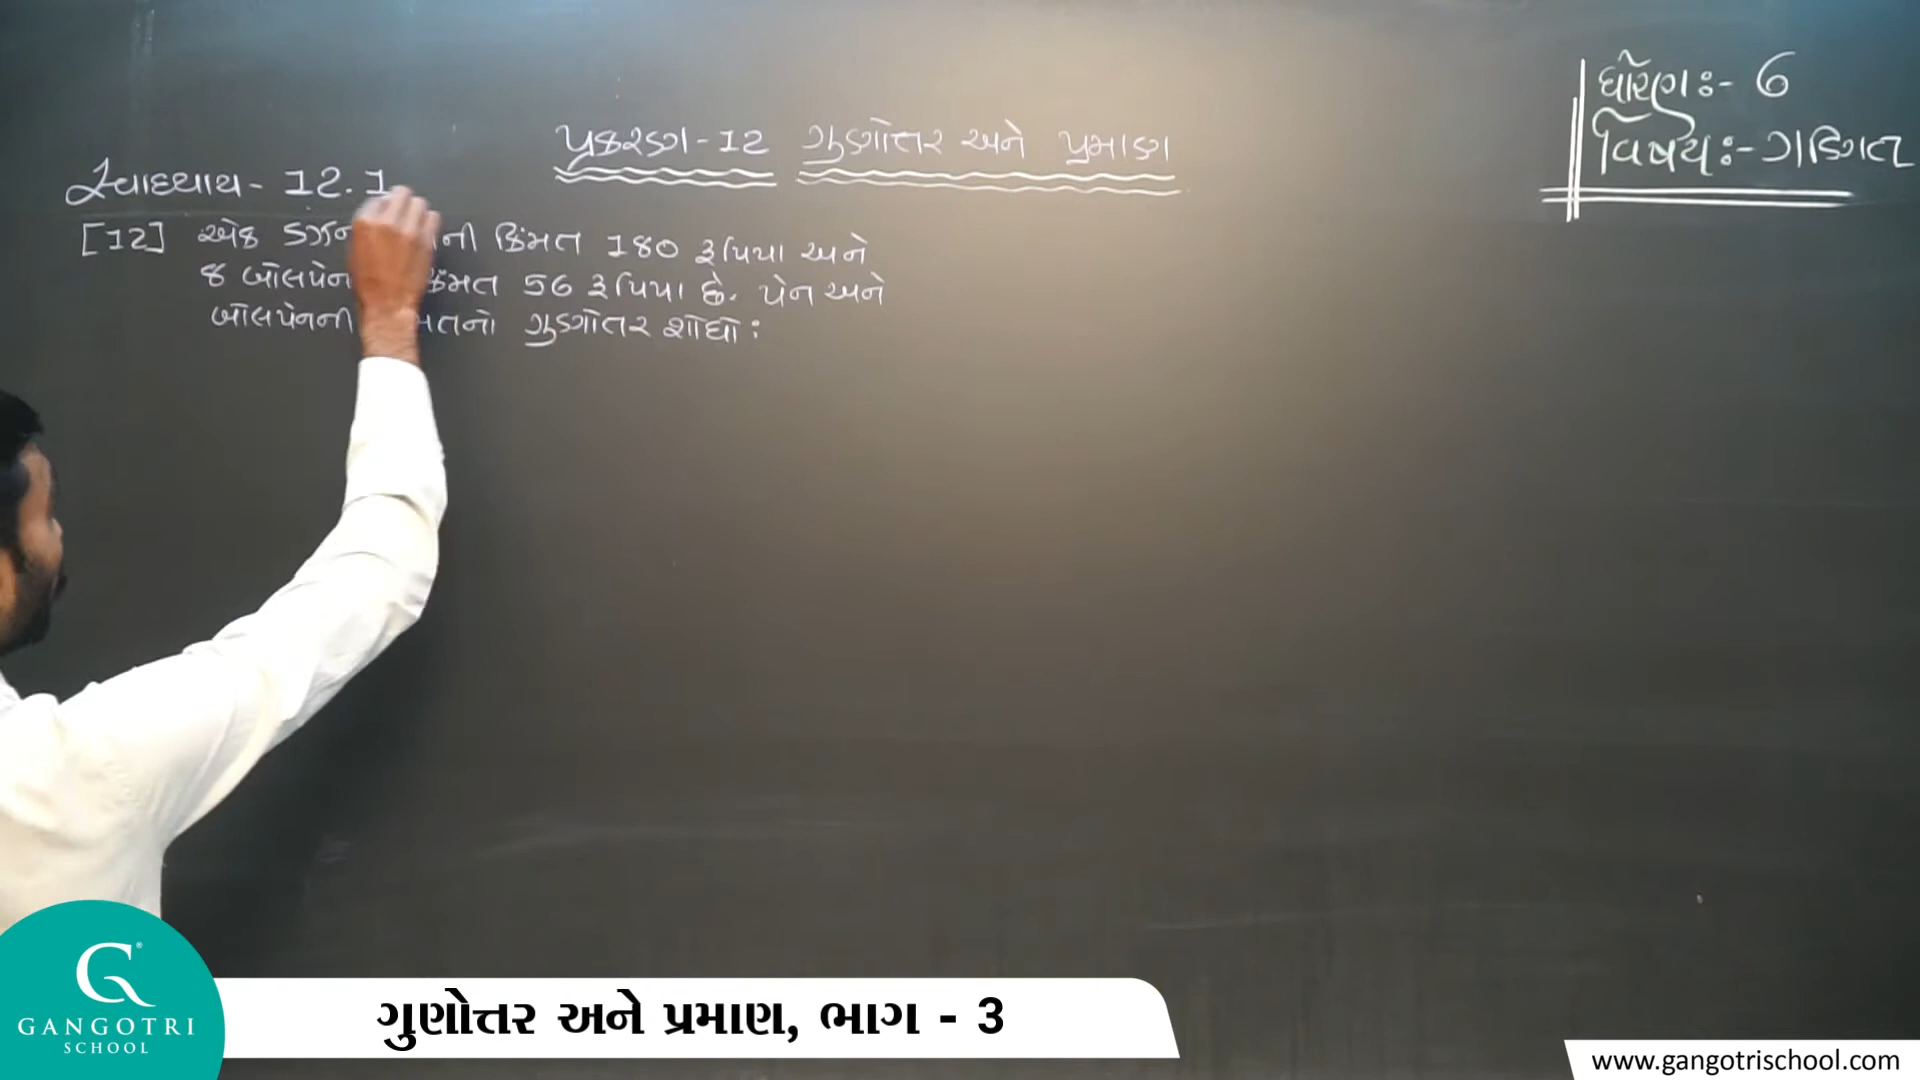 ધોરણ :- 6
વિષય :- ગણિત
પ્રકરણ - 12 ગુણોતર અને પ્રમાણ
સ્વાધ્યાય - 12.1
[12] એક ડઝન ની કિંમત 180 રૂપિયા અને
8 બોલપેન કિંમત 56 રૂપિયા છે. પેન અને
બોલપેનની ગુણોતર શોધો :
G®
GANGOTRI
SCHOOL
ગુણોત્તર અને પ્રમાણ, ભાગ - 3
www.gangotrischool.com